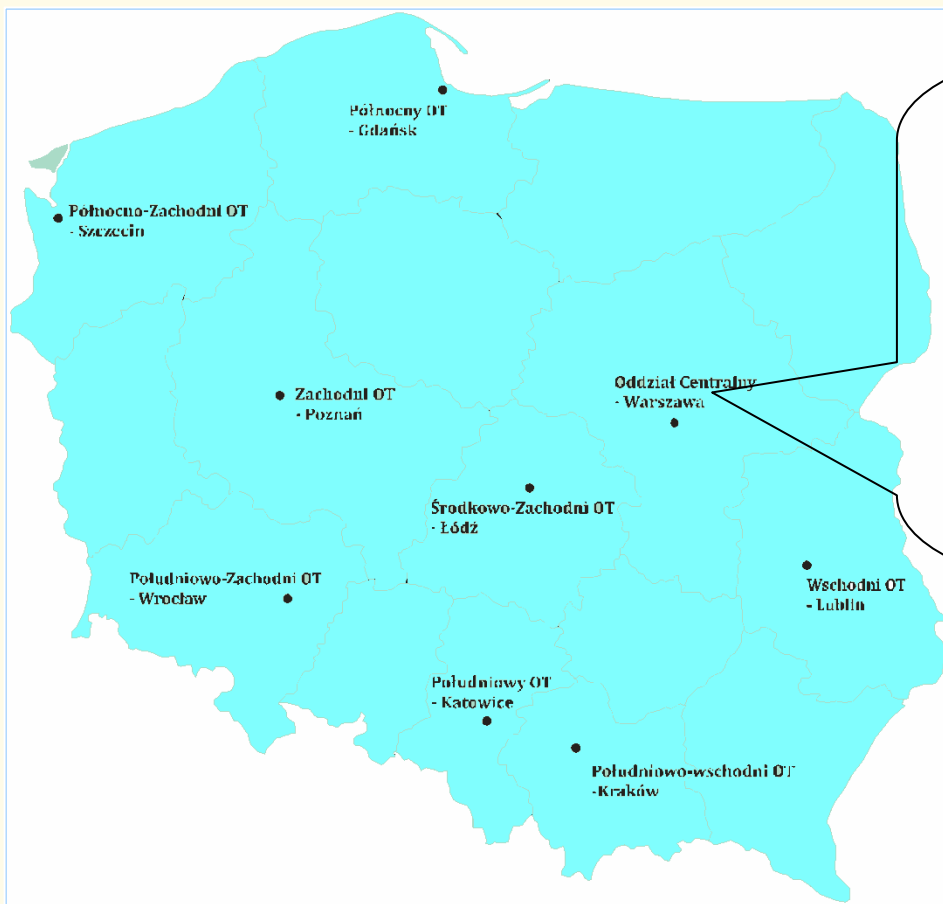 Północny OT
- Gdańsk
Północno-Zachodni OT
- Szczecin
Zachodni OT
- Poznań
Oddział Centralny
- Warszawa
Środkowo-Zachodni OT
- Łódź
Południowo-Zachodni OT
- Wrocław
Wschodni OT
- Lublin
Południowy OT
- Katowice
Południowo-wschodni OT
-Kraków